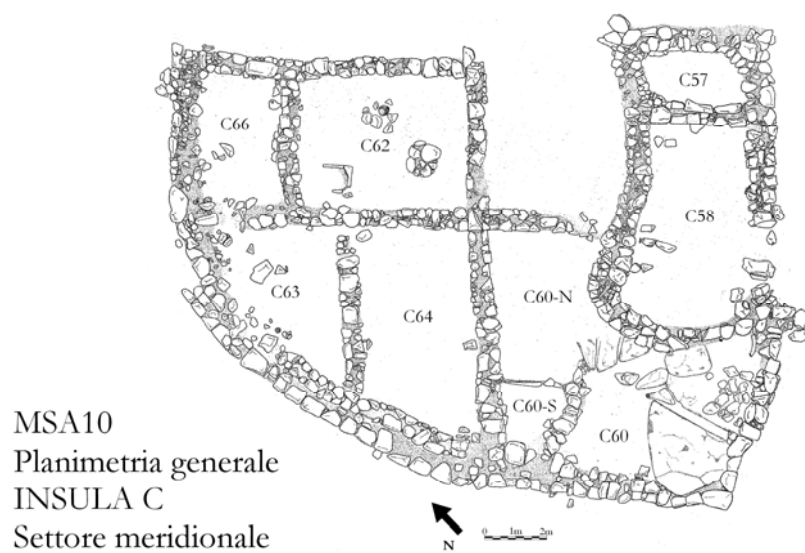 C57
C66
C62
C58
C63
C60-N
C64
C60-S
C60
MSA10
Planimetria generale
INSULA C
Settore meridionale
N
0 1m 2m